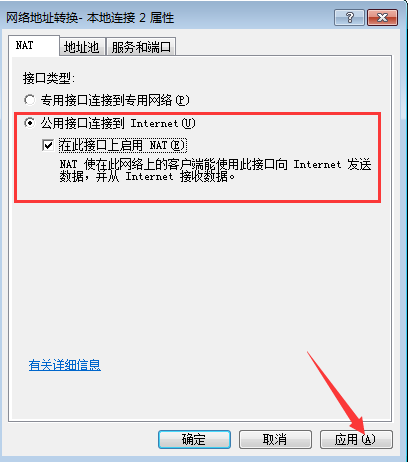 网络地址转换- 本地连接 2 属性
NAT 地址池 服务和端口
接口类型:
专用接口连接到专用网络(P)
公用接口连接到 Internet(U)
在此接口上启用 NAT(E)
NAT 使在此网络上的客户端能使用此接口向 Internet 发送
数据，并从 Internet 接收数据。
有关详细信息
确定 取消 应用(A)